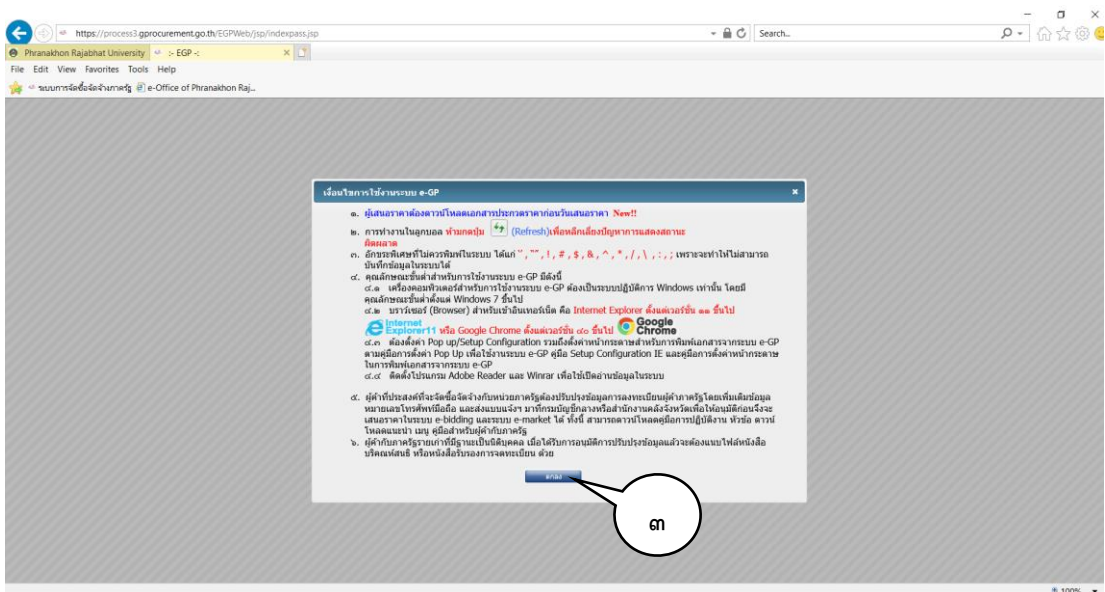 https://process3.gprocurement.go.th/EGPWeb/jsp/indexpass.jsp
Search...
Phranakhon Rajabhat University
:- EGP -:
File Edit View Favorites Tools Help
ระบบการจัดซื้อจัดจ้างภาครัฐ
e-Office of Phranakhon Raj...
เงื่อนไขการใช้งานระบบ e-GP
๑. ผู้เสนอราคาต้องดาวน์โหลดเอกสารประกวดราคาก่อนวันเสนอราคา New!!
๒. การทำงานในลูกบอล ห้ามกดปุ่ม (Refresh)เพื่อหลีกเลี่ยงปัญหาการแสดงสถานะ
ผิดพลาด
๓. อักขระพิเศษที่ไม่ควรพิมพ์ในระบบ ได้แก่ ", "", !, #, $, &, ^, *, /, \, :, ; เพราะจะทำให้ไม่สามารถ
บันทึกข้อมูลในระบบได้
๔. คุณลักษณะขั้นต่ำสำหรับการใช้งานระบบ e-GP มีดังนี้
๔.๑ เครื่องคอมพิวเตอร์สำหรับการใช้งานระบบ e-GP ต้องเป็นระบบปฏิบัติการ Windows เท่านั้น โดยมี
คุณลักษณะขั้นต่ำตั้งแต่ Windows 7 ขึ้นไป
๔.๒ บราว์เซอร์ (Browser) สำหรับเข้าอินเทอร์เน็ต คือ Internet Explorer ตั้งแต่เวอร์ชั่น ๑๑ ขึ้นไป
Internet Explorer11 หรือ Google Chrome ตั้งแต่เวอร์ชั่น ๔๐ ขึ้นไป Google Chrome
๔.๓ ต้องตั้งค่า Pop up/Setup Configuration รวมถึงตั้งค่าหน้ากระดาษสำหรับการพิมพ์เอกสารจากระบบ e-GP
ตามคู่มือการตั้งค่า Pop Up เพื่อใช้งานระบบ e-GP คู่มือ Setup Configuration IE และคู่มือการตั้งค่าหน้ากระดาษ
ในการพิมพ์เอกสารจากระบบ e-GP
๔.๔ ติดตั้งโปรแกรม Adobe Reader และ Winrar เพื่อใช้เปิดอ่านข้อมูลในระบบ
๕. ผู้ค้าที่ประสงค์ที่จะจัดซื้อจัดจ้างกับหน่วยภาครัฐต้องปรับปรุงข้อมูลการลงทะเบียนผู้ค้าภาครัฐโดยเพิ่มเติมข้อมูล
หมายเลขโทรศัพท์มือถือ และส่งแบบแจ้งฯ มาที่กรมบัญชีกลางหรือสำนักงานคลังจังหวัดเพื่อให้อนุมัติก่อนจึงจะ
เสนอราคาในระบบ e-bidding และระบบ e-market ได้ ทั้งนี้ สามารถดาวน์โหลดคู่มือการปฏิบัติงาน หัวข้อ ดาวน์
โหลดแนะนำ เมนู คู่มือสำหรับผู้ค้ากับภาครัฐ
๖. ผู้ค้ากับภาครัฐรายเก่าที่มีฐานะเป็นนิติบุคคล เมื่อได้รับการอนุมัติการปรับปรุงข้อมูลแล้วจะต้องแนบไฟล์หนังสือ
บริคณห์สนธิ หรือหนังสือรับรองการจดทะเบียน ด้วย
ตกลง
๓
100%